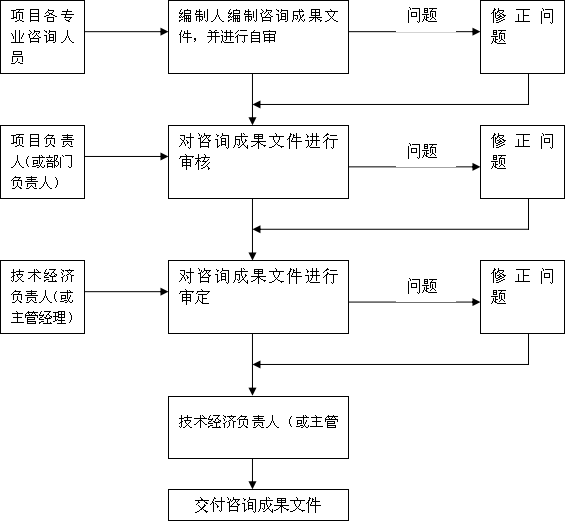 项目各专
业咨询人
员
编制人编制咨询成果文
件，并进行自审
问题
修正问
题
项目负责
人（或部门
负责人）
对咨询成果文件进行
审核
问题
修正问
题
技术经济
负责人（或
主管经理）
对咨询成果文件进行
审定
问题
修正问
题
技术经济负责人（或主管
交付咨询成果文件